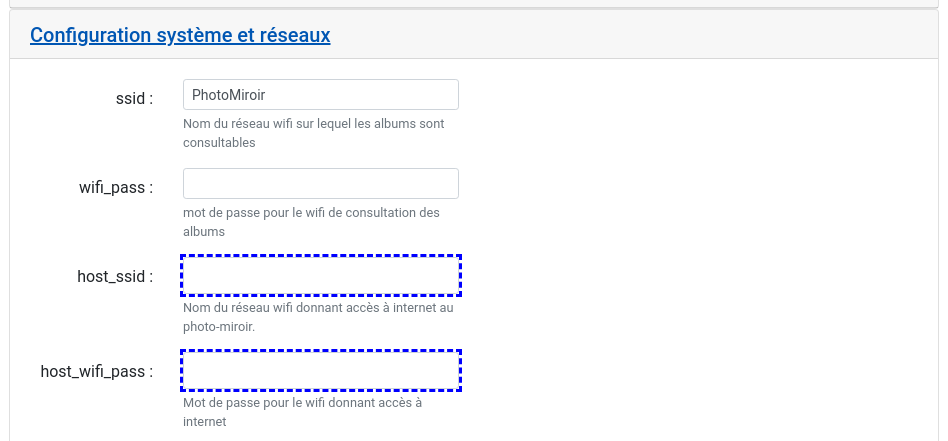 Configuration système et réseaux
ssid :
PhotoMiroir
Nom du réseau wifi sur lequel les albums sont
consultables
wifi_pass :
mot de passe pour le wifi de consultation des
albums
host_ssid :
Nom du réseau wifi donnant accès à internet au
photo-miroir.
host_wifi_pass :
Mot de passe pour le wifi donnant accès à
internet